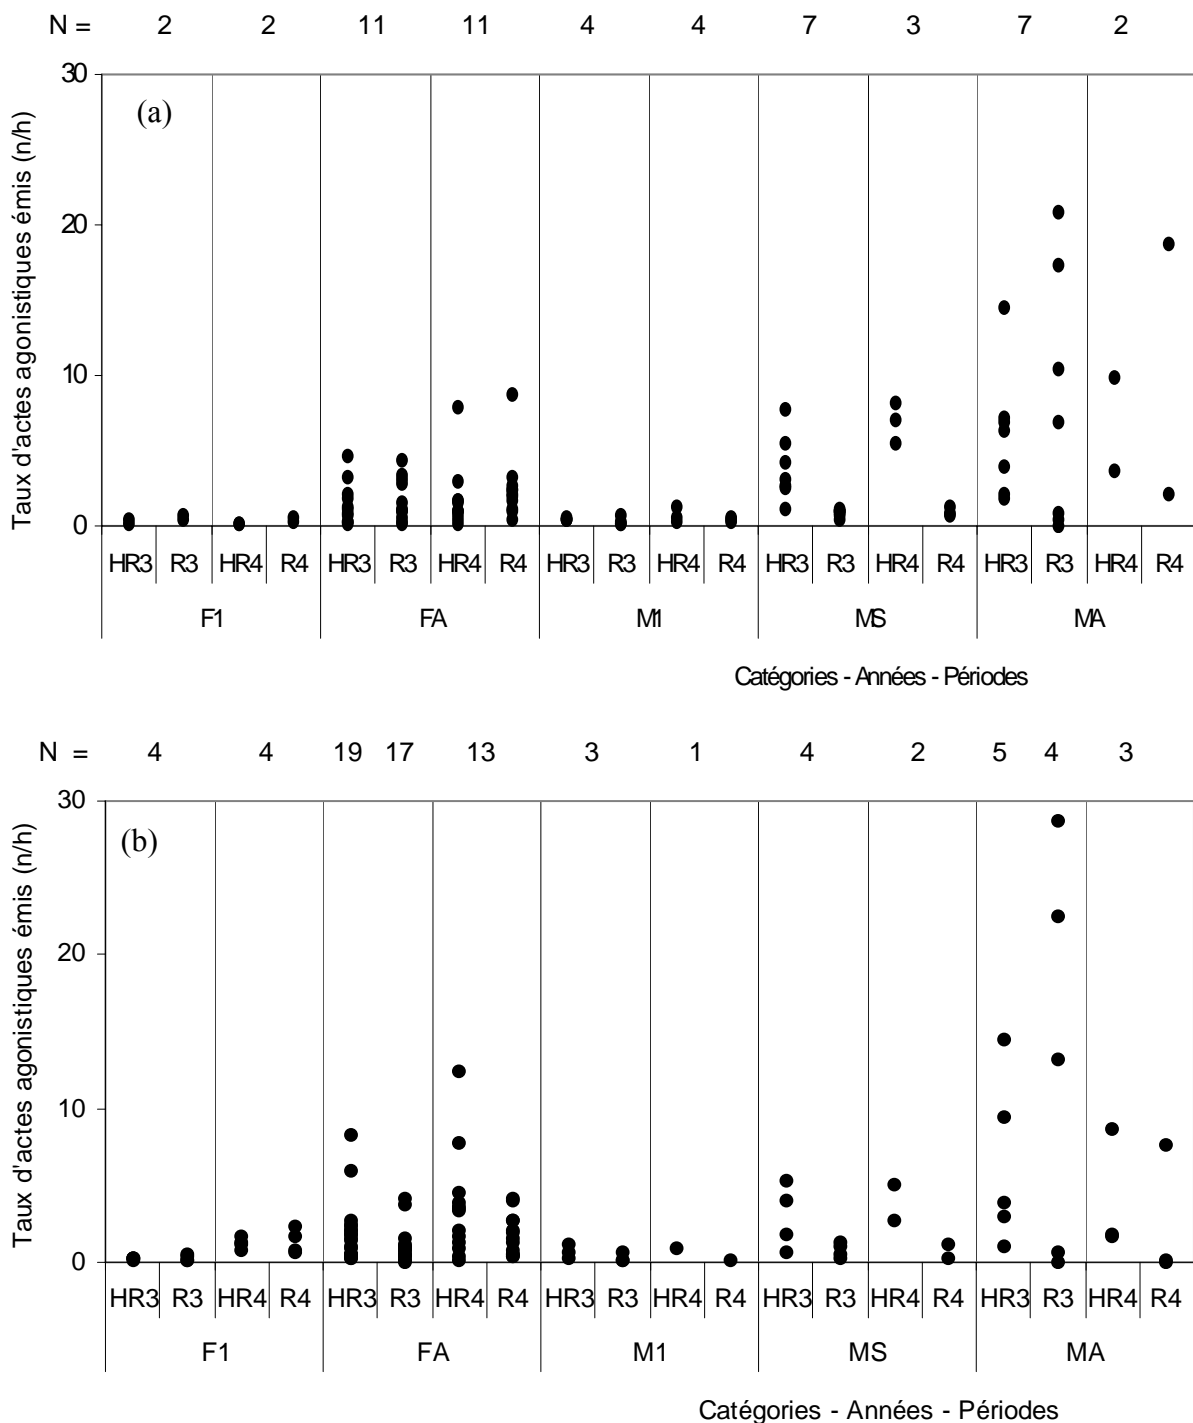 N = 2 2 11 11 4 4 7 3 7 2
30
(a)
20
10
0
Taux d'actes agonistiques émis (n/h)
HR3 R3 HR4 R4 HR3 R3 HR4 R4 HR3 R3 HR4 R4 HR3 R3 HR4 R4 HR3 R3 HR4 R4
F1 FA M1 MS MA
Catégories - Années - Périodes
N = 4 4 19 17 13 3 1 4 2 5 4 3
30
(b)
20
10
0
Taux d'actes agonistiques émis (n/h)
HR3 R3 HR4 R4 HR3 R3 HR4 R4 HR3 R3 HR4 R4 HR3 R3 HR4 R4 HR3 R3 HR4 R4
F1 FA M1 MS MA
Catégories - Années - Périodes